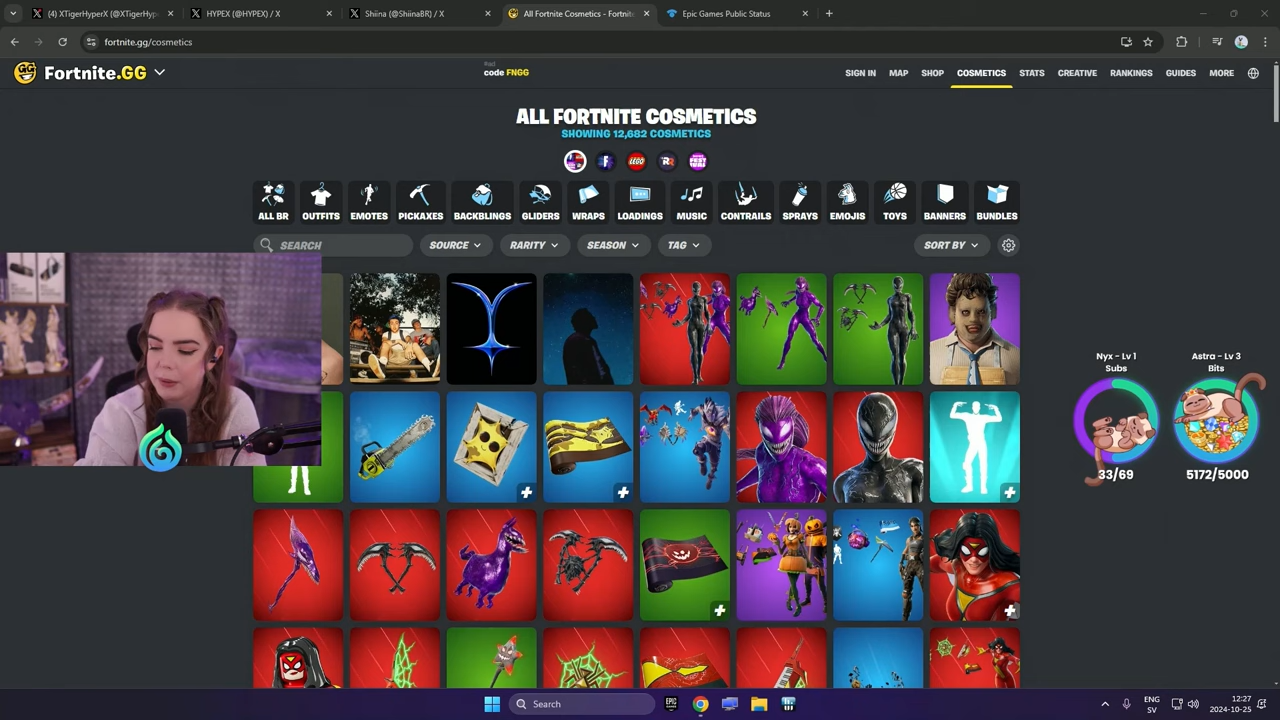 (4) XTigerHyperX (@XTigerHyp
HYPEX (@HYPEX) / X
Shiina (@ShiinaBR) / X
All Fortnite Cosmetics - Fortnite
Epic Games Public Status
fortnite.gg/cosmetics
Fortnite.GG
#ad
code FNGG
SIGN IN
MAP
SHOP
COSMETICS
STATS
CREATIVE
RANKINGS
GUIDES
MORE
ALL FORTNITE COSMETICS
SHOWING 12,682 COSMETICS
ALL BR
OUTFITS
EMOTES
PICKAXES
BACKBLINGS
GLIDERS
WRAPS
LOADINGS
MUSIC
CONTRAILS
SPRAYS
EMOJIS
TOYS
BANNERS
BUNDLES
SEARCH
SOURCE
RARITY
SEASON
TAG
SORT BY
Nyx - Lv 1
Subs
Astra - Lv 3
Bits
33/69
5172/5000
Search
ENG
SV
12:27
2024-10-25